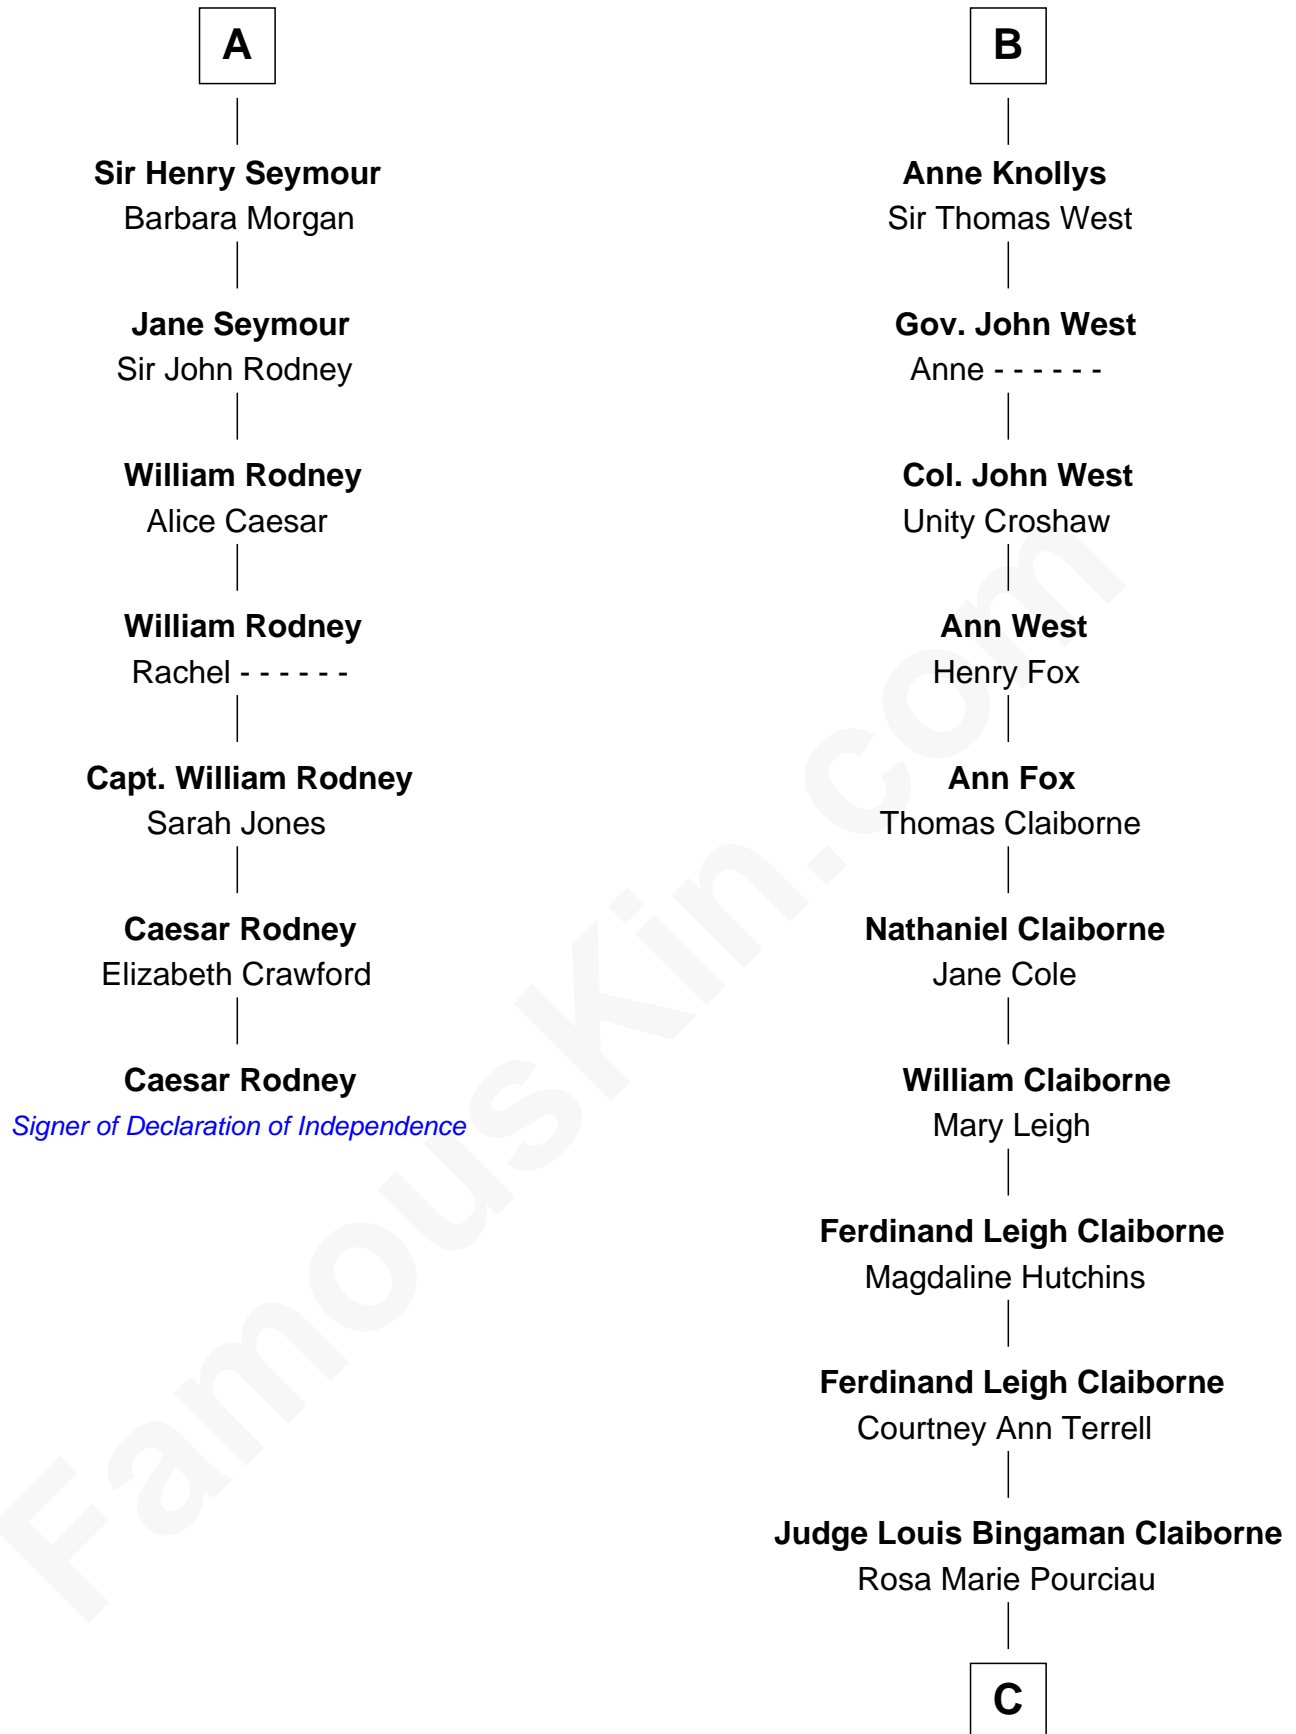 A
Sir Henry Seymour
Barbara Morgan
Jane Seymour
Sir John Rodney
William Rodney
Alice Caesar
William Rodney
Rachel - - - - - -
Capt. William Rodney
Sarah Jones
Caesar Rodney
Elizabeth Crawford
Caesar Rodney
Signer of Declaration of Independence
B
Anne Knollys
Sir Thomas West
Gov. John West
Anne - - - - - -
Col. John West
Unity Croshaw
Ann West
Henry Fox
Ann Fox
Thomas Claiborne
Nathaniel Claiborne
Jane Cole
William Claiborne
Mary Leigh
Ferdinand Leigh Claiborne
Magdaline Hutchins
Ferdinand Leigh Claiborne
Courtney Ann Terrell
Judge Louis Bingaman Claiborne
Rosa Marie Pourciau
C
FamousKin.com